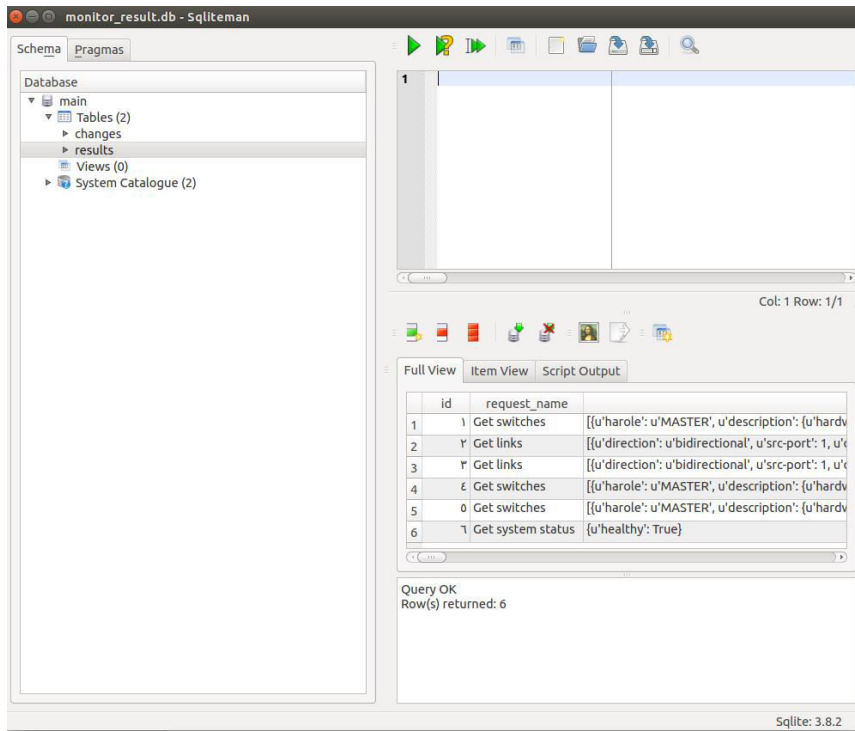 monitor_result.db - Sqliteman
Schema Pragmas
Database
main
Tables (2)
changes
results
Views (0)
System Catalogue (2)
1
Col: 1 Row: 1/1
Full View Item View Script Output
id request_name
1 ١ Get switches [{u'harole': u'MASTER', u'description': {u'hardw
2 ٢ Get links [{u'direction': u'bidirectional', u'src-port': 1, u'd
3 ٣ Get links [{u'direction': u'bidirectional', u'src-port': 1, u'd
4 ٤ Get switches [{u'harole': u'MASTER', u'description': {u'hardw
5 ٥ Get switches [{u'harole': u'MASTER', u'description': {u'hardw
6 ٦ Get system status {u'healthy': True}
Query OK
Row(s) returned: 6
Sqlite: 3.8.2